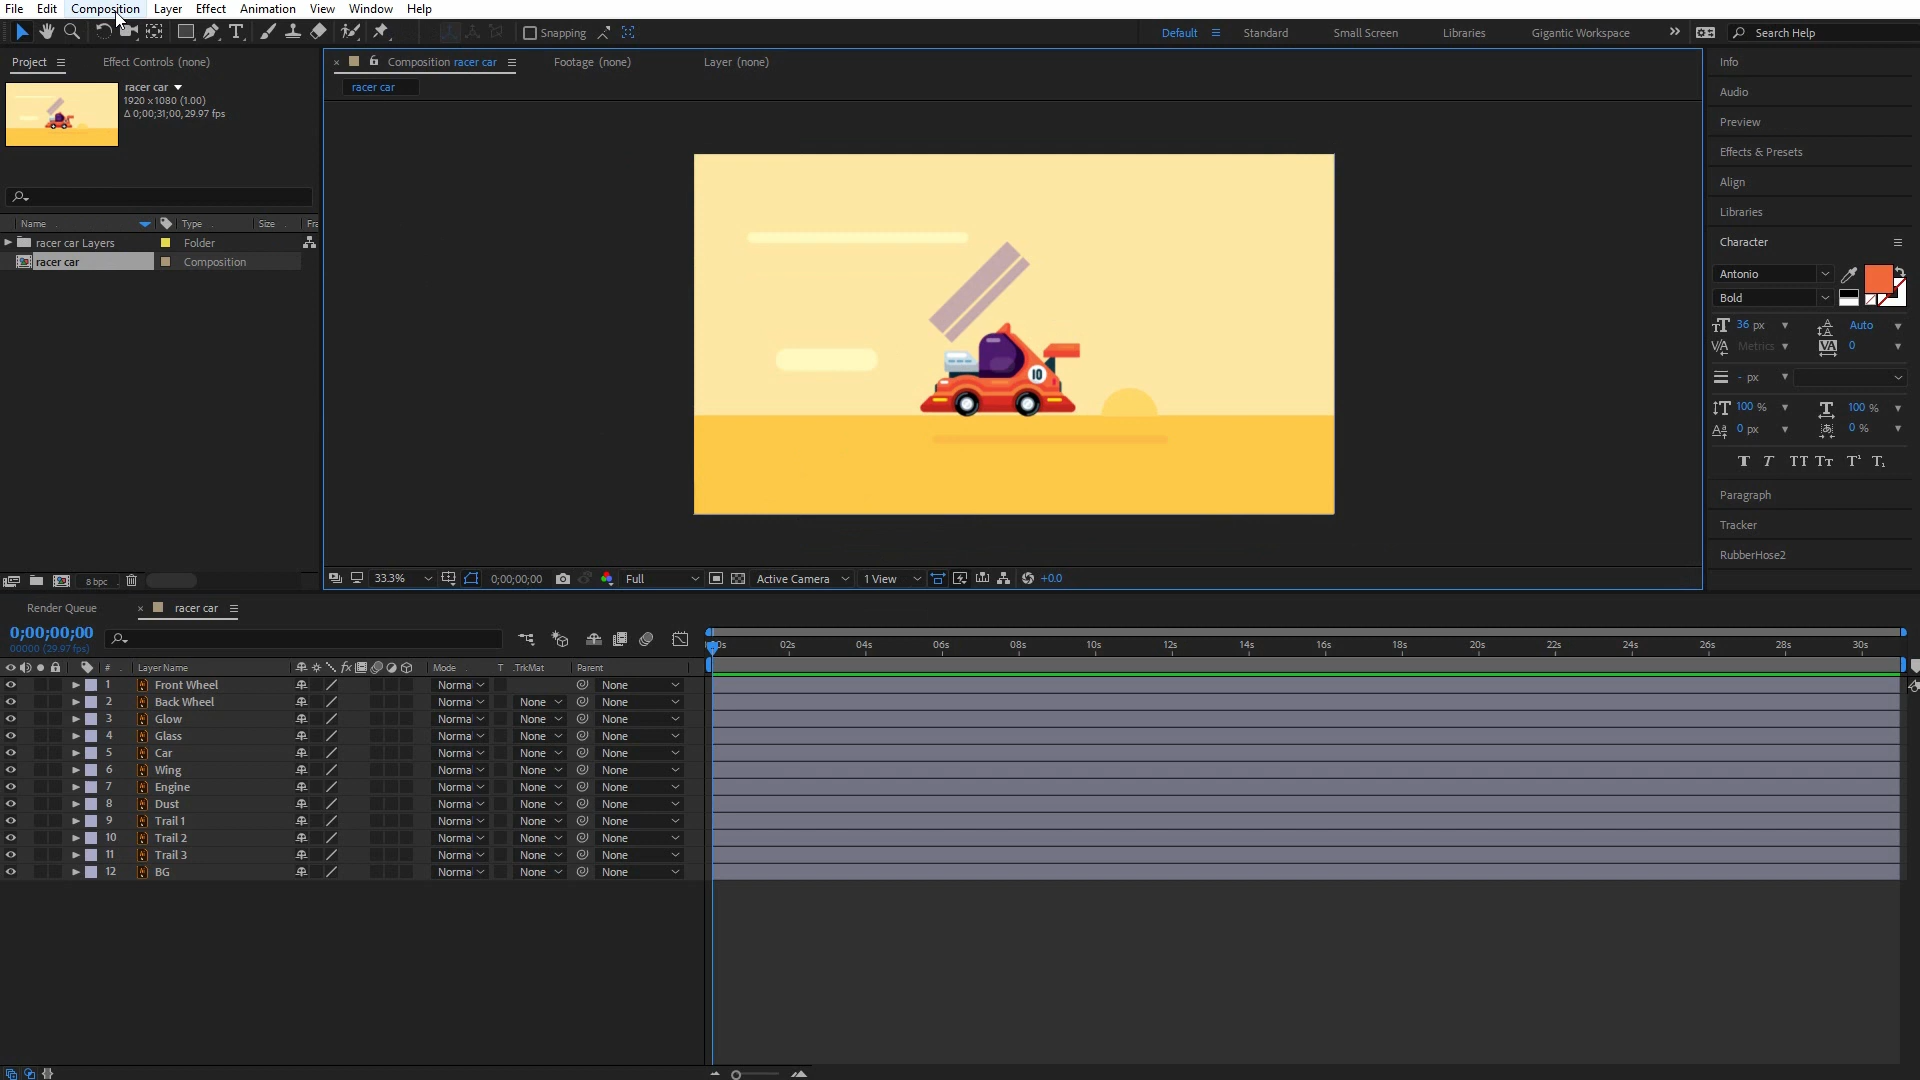 File Edit Composition Layer Effect Animation View Window Help
Snapping Default Standard Small Screen Libraries Gigantic Workspace Search Help
Project Effect Controls (none)
racer car
1920 x 1080 (1.00)
Δ 0;00;31;00, 29.97 fps
Name Type Size Fra
racer car Layers Folder
racer car Composition
8 bpc
Composition racer car Footage (none) Layer (none)
racer car
10
33.3% 0;00;00;00 Full Active Camera 1 View +0.0
Info
Audio
Preview
Effects & Presets
Align
Libraries
Character
Antonio
Bold
36 px Auto
Metrics 0
- px
100 % 100 %
0 px 0 %
T T TT Tт T¹ T₁
Paragraph
Tracker
RubberHose2
Render Queue racer car
0;00;00;00
00000 (29.97 fps)
# Layer Name fx Mode T .TrkMat Parent
02s 04s 06s 08s 10s 12s 14s 16s 18s 20s 22s 24s 26s 28s 30s
1 Front Wheel Norma None
2 Back Wheel Norma None None
3 Glow Norma None None
4 Glass Norma None None
5 Car Norma None None
6 Wing Norma None None
7 Engine Norma None None
8 Dust Norma None None
9 Trail 1 Norma None None
10 Trail 2 Norma None None
11 Trail 3 Norma None None
12 BG Norma None None